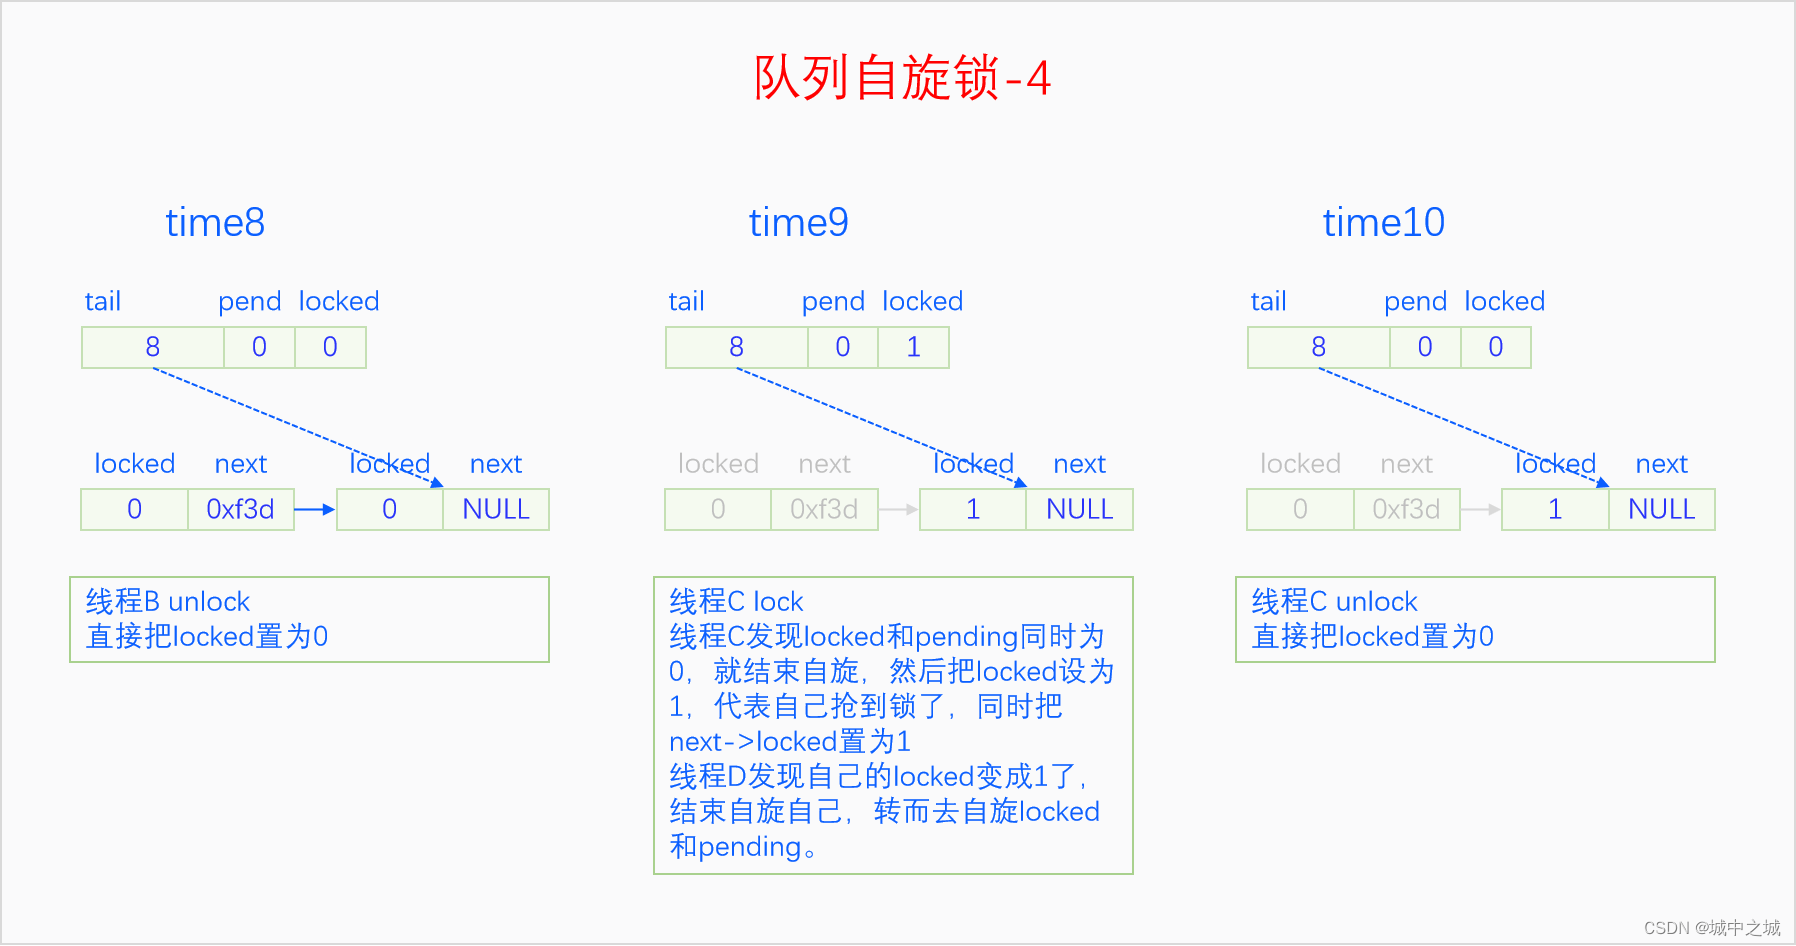 队列自旋锁-4
time8
time9
time10
tail pend locked
8 0 0
tail pend locked
8 0 1
tail pend locked
8 0 0
locked next locked next
0 0xf3d 0 NULL
locked next locked next
0 0xf3d 1 NULL
locked next locked next
0 0xf3d 1 NULL
线程B unlock
直接把locked置为0
线程C lock
线程C发现locked和pending同时为
0，就结束自旋，然后把locked设为
1，代表自己抢到锁了，同时把
next->locked置为1
线程D发现自己的locked变成1了，
结束自旋自己，转而去自旋locked
和pending。
线程C unlock
直接把locked置为0
CSDN @城中之城